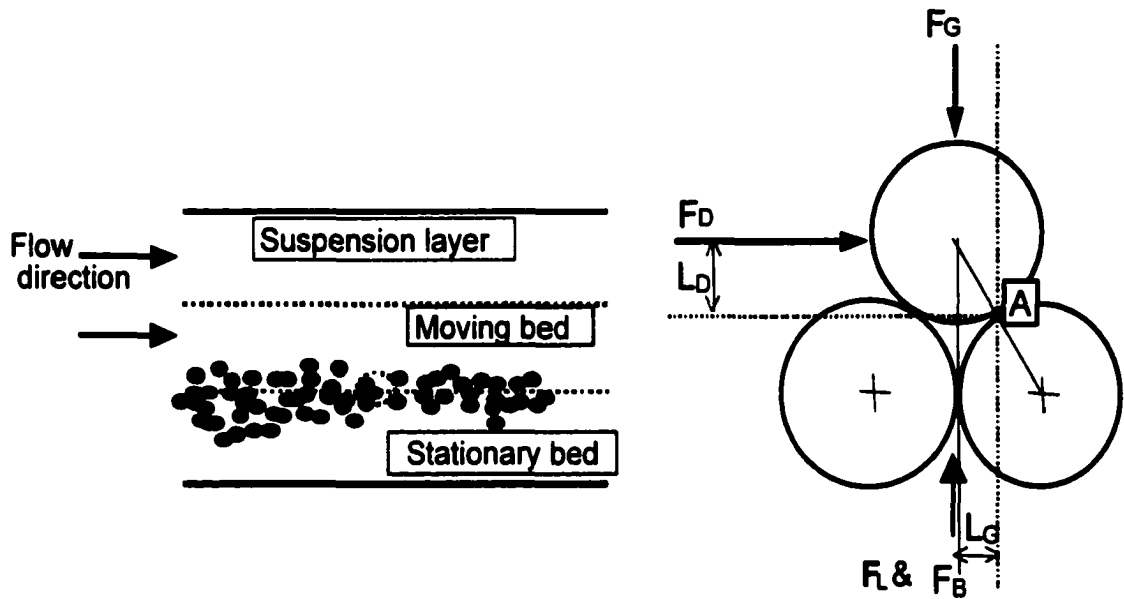 Flow
direction
Suspension layer
Moving bed
Stationary bed
FG
FD
LD
A
LG
FL & FB